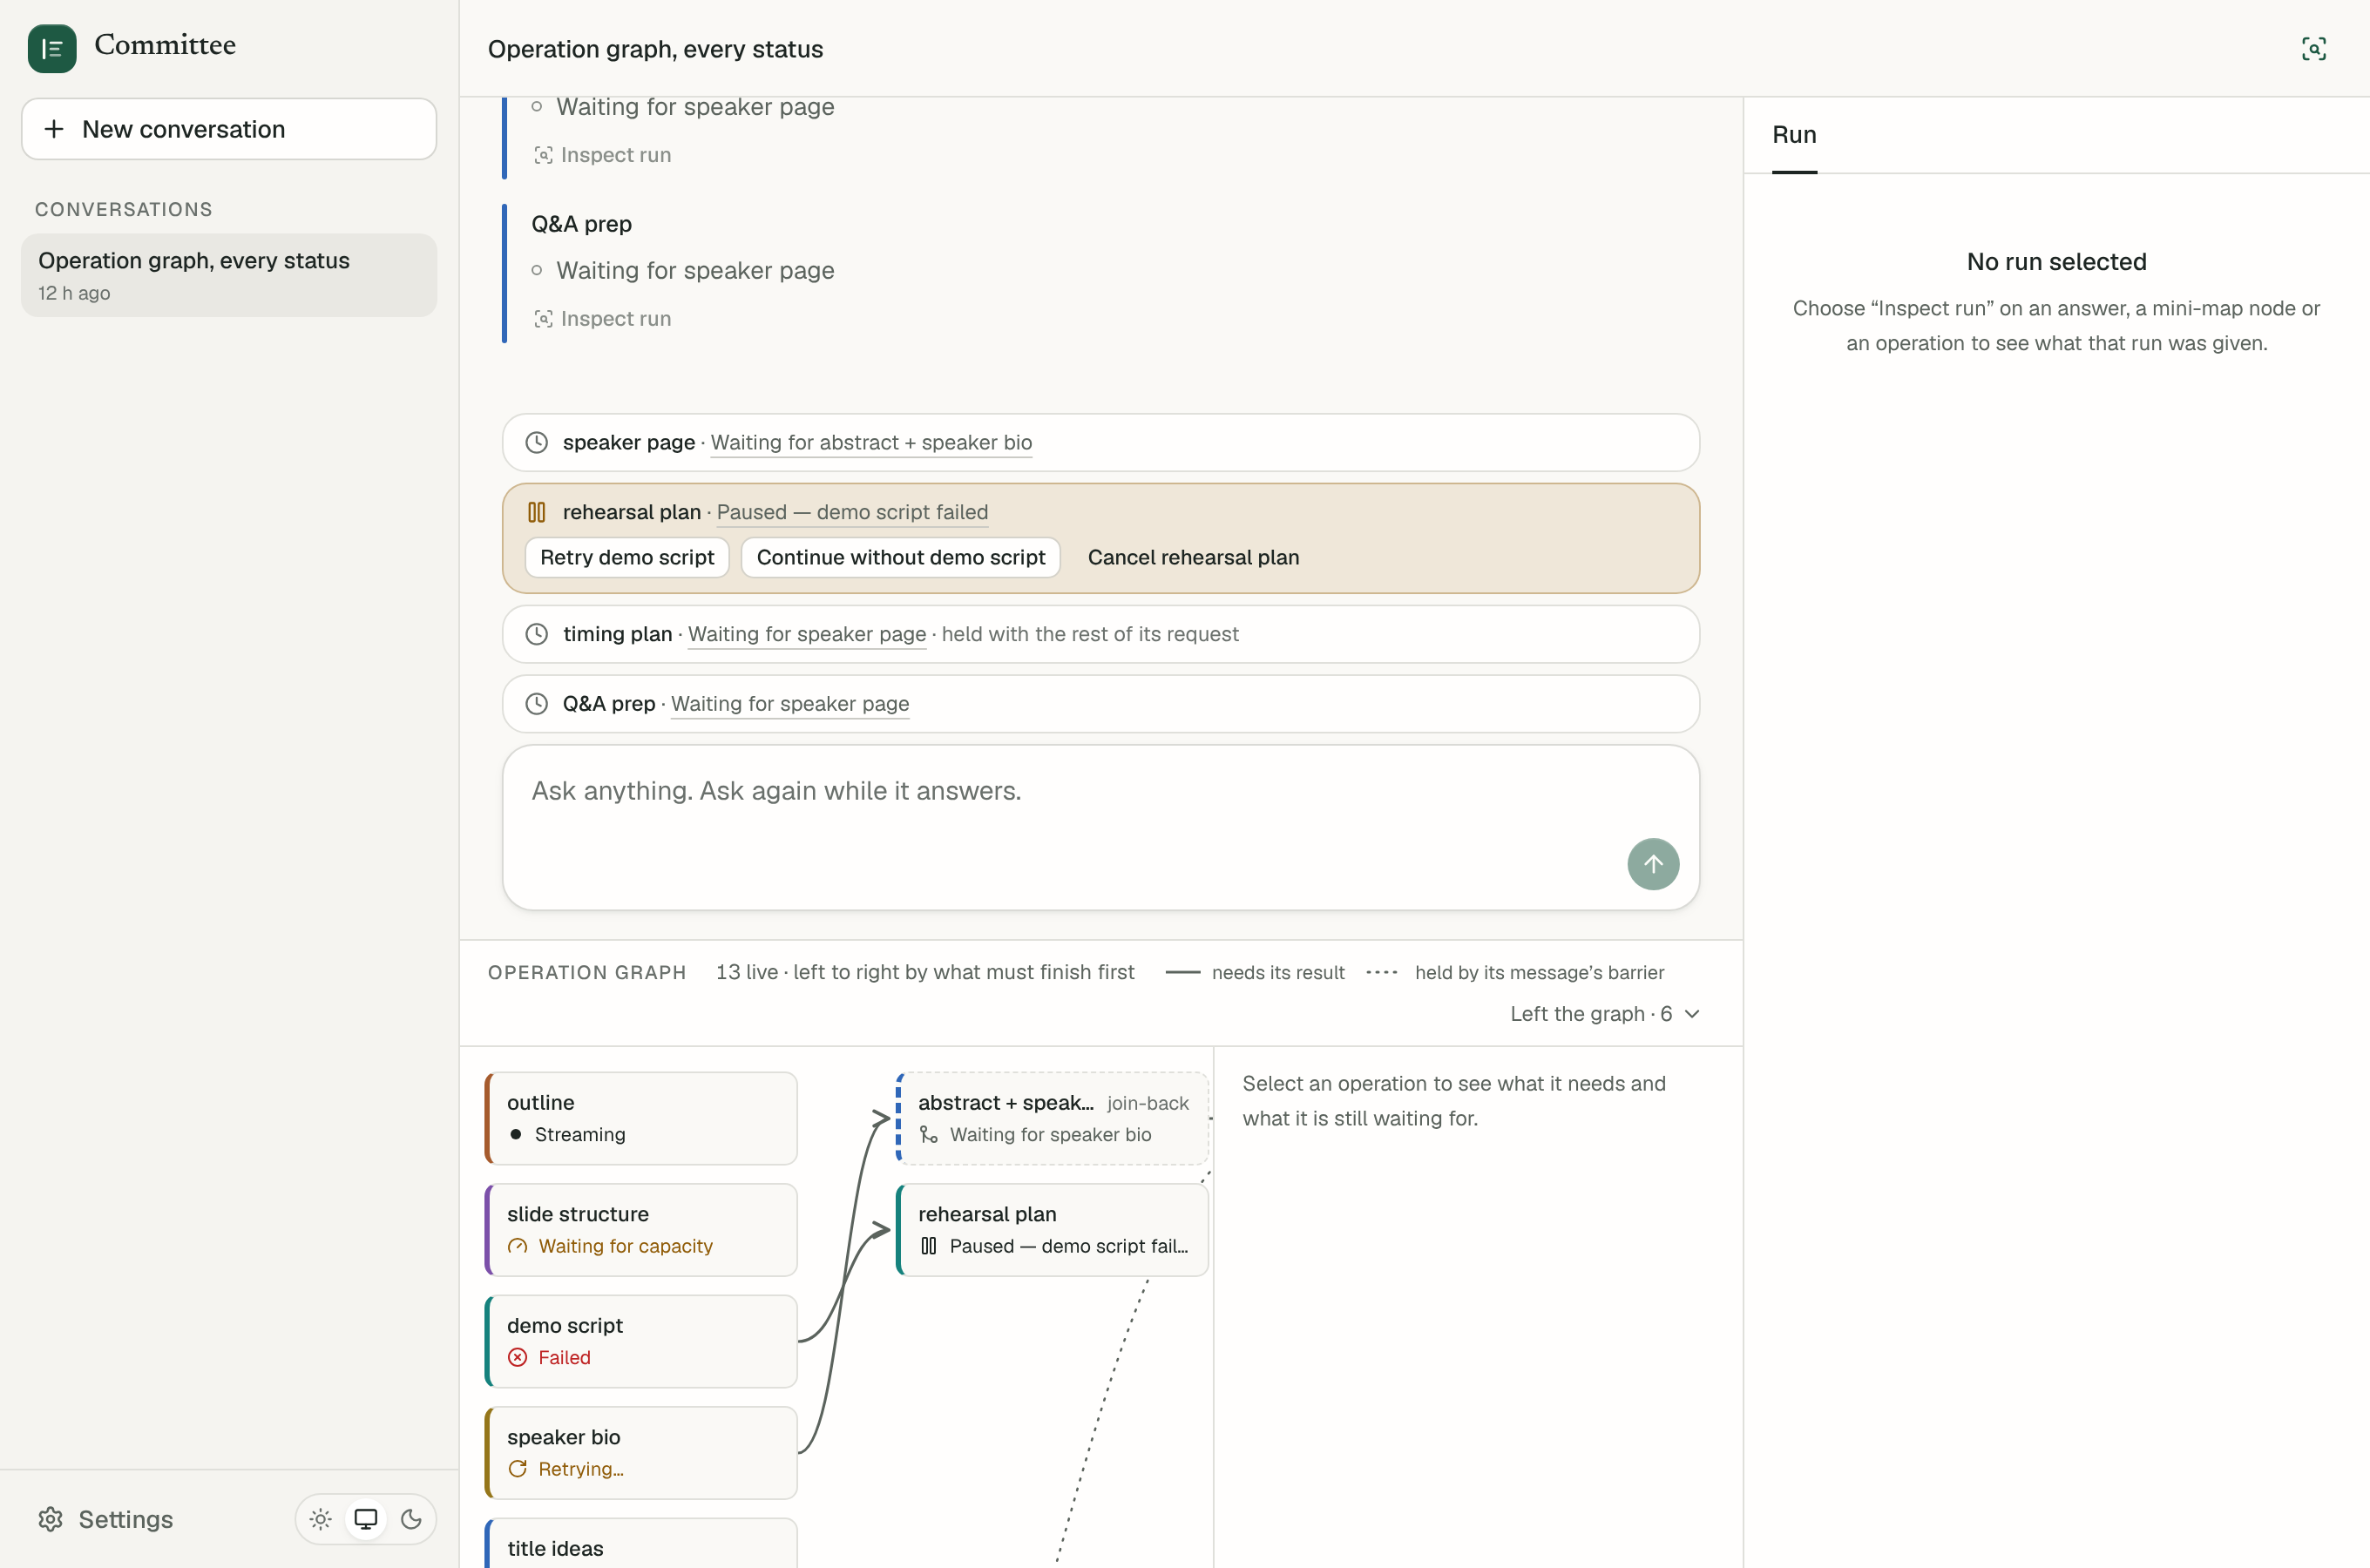 Committee
New conversation
CONVERSATIONS
Operation graph, every status
12 h ago
Settings
Operation graph, every status
Waiting for speaker page
Inspect run
Q&A prep
Waiting for speaker page
Inspect run
speaker page · Waiting for abstract + speaker bio
rehearsal plan · Paused — demo script failed
Retry demo script
Continue without demo script
Cancel rehearsal plan
timing plan · Waiting for speaker page · held with the rest of its request
Q&A prep · Waiting for speaker page
Ask anything. Ask again while it answers.
OPERATION GRAPH
13 live · left to right by what must finish first
needs its result
held by its message’s barrier
Left the graph · 6
outline
Streaming
slide structure
Waiting for capacity
demo script
Failed
speaker bio
Retrying…
title ideas
abstract + speak… join-back
Waiting for speaker bio
rehearsal plan
Paused — demo script fail…
Select an operation to see what it needs and
what it is still waiting for.
Run
No run selected
Choose “Inspect run” on an answer, a mini-map node or
an operation to see what that run was given.